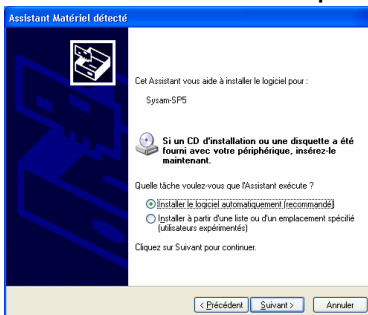 Assistant Matériel détecté
Cet Assistant vous aide à installer le logiciel pour :
Sysam-SP5
Si un CD d'installation ou une disquette a été
fourni avec votre périphérique, insérez-le
maintenant.
Quelle tâche voulez-vous que l'Assistant exécute ?
Installer le logiciel automatiquement (recommandé)
Installer à partir d'une liste ou d'un emplacement spécifié
(utilisateurs expérimentés)
Cliquez sur Suivant pour continuer.
< Précédent Suivant > Annuler